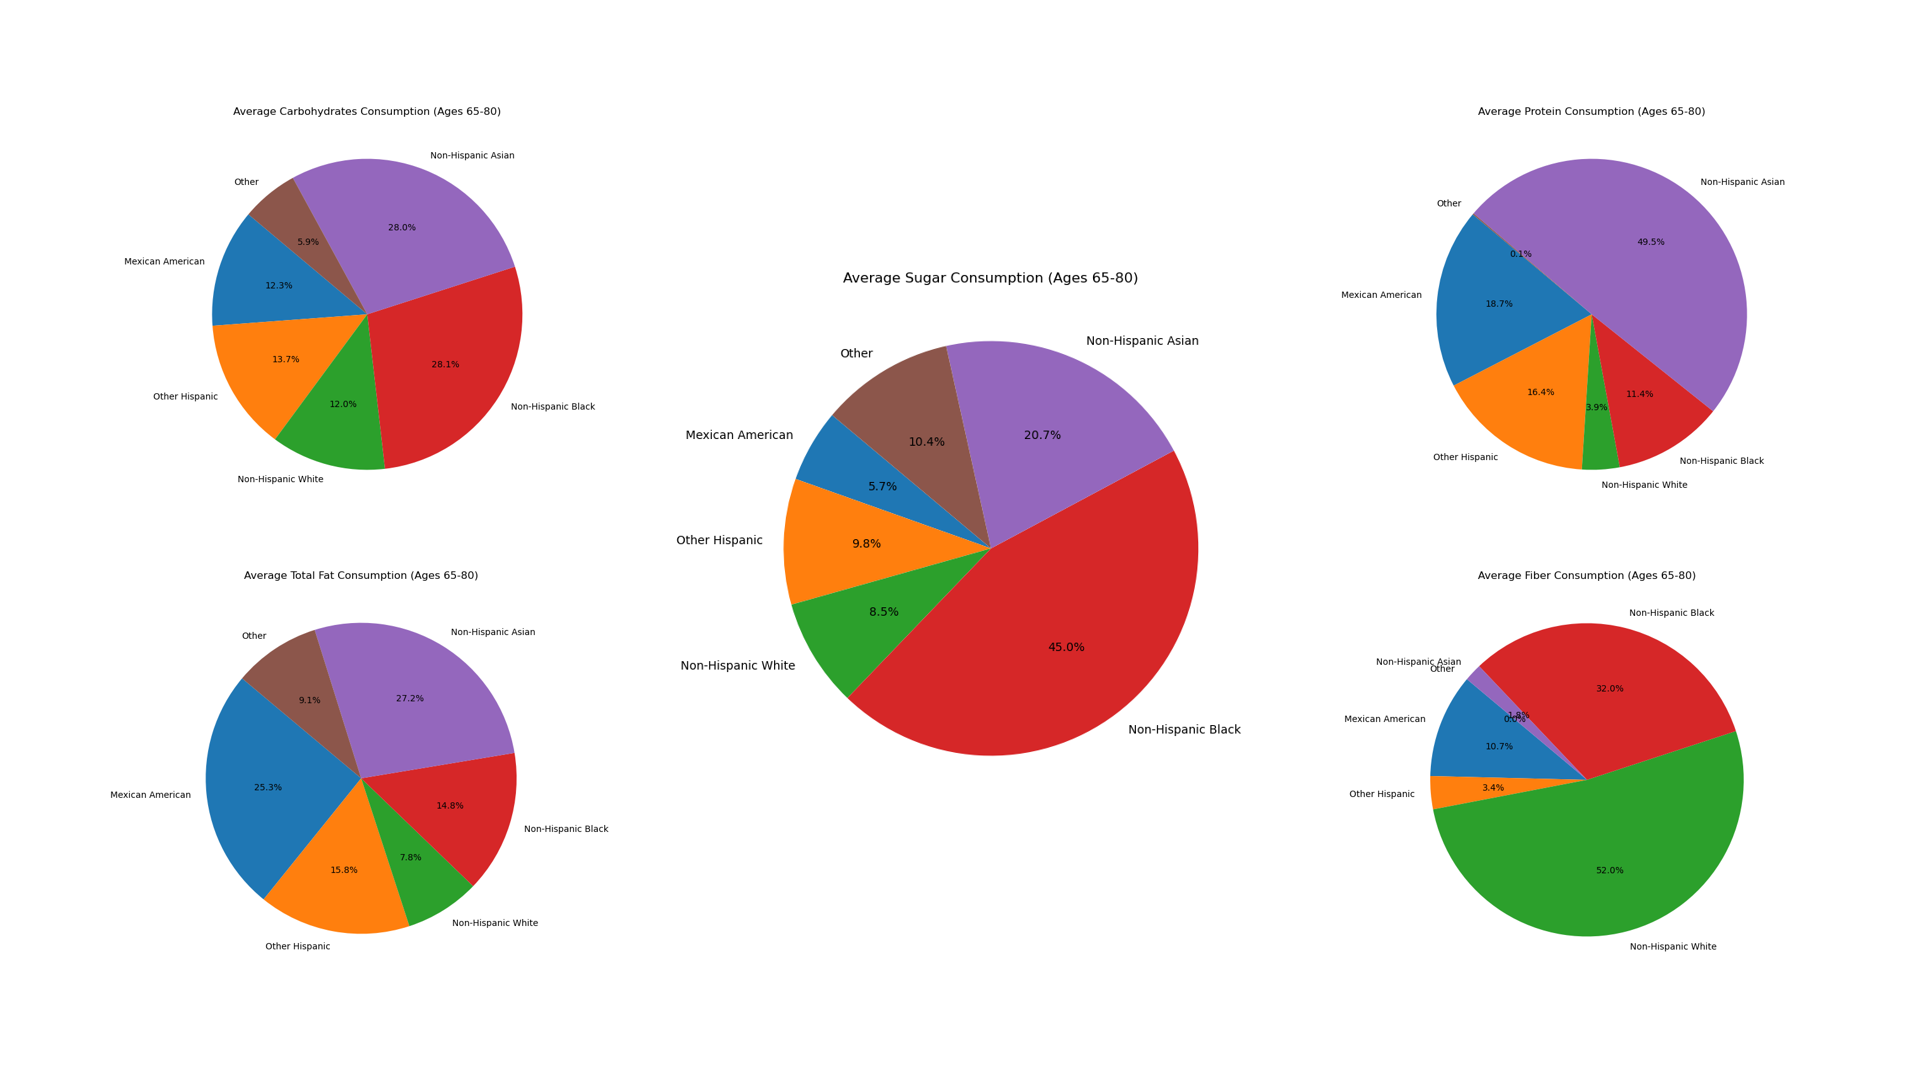 Average Carbohydrates Consumption (Ages 65-80)
Non-Hispanic Asian
Other
28.0%
5.9%
Mexican American
12.3%
13.7%
28.1%
Other Hispanic
12.0%
Non-Hispanic Black
Non-Hispanic White
Average Total Fat Consumption (Ages 65-80)
Non-Hispanic Asian
Other
27.2%
9.1%
25.3%
Mexican American
14.8%
Non-Hispanic Black
7.8%
15.8%
Non-Hispanic White
Other Hispanic
Average Sugar Consumption (Ages 65-80)
Non-Hispanic Asian
Other
Mexican American
20.7%
10.4%
5.7%
Other Hispanic
9.8%
8.5%
45.0%
Non-Hispanic White
Non-Hispanic Black
Average Protein Consumption (Ages 65-80)
Non-Hispanic Asian
Other
49.5%
0.1%
Mexican American
18.7%
16.4%
11.4%
3.9%
Other Hispanic
Non-Hispanic Black
Non-Hispanic White
Average Fiber Consumption (Ages 65-80)
Non-Hispanic Black
Non-Hispanic Asian
Other
32.0%
1.8%
0.0%
Mexican American
10.7%
3.4%
Other Hispanic
52.0%
Non-Hispanic White